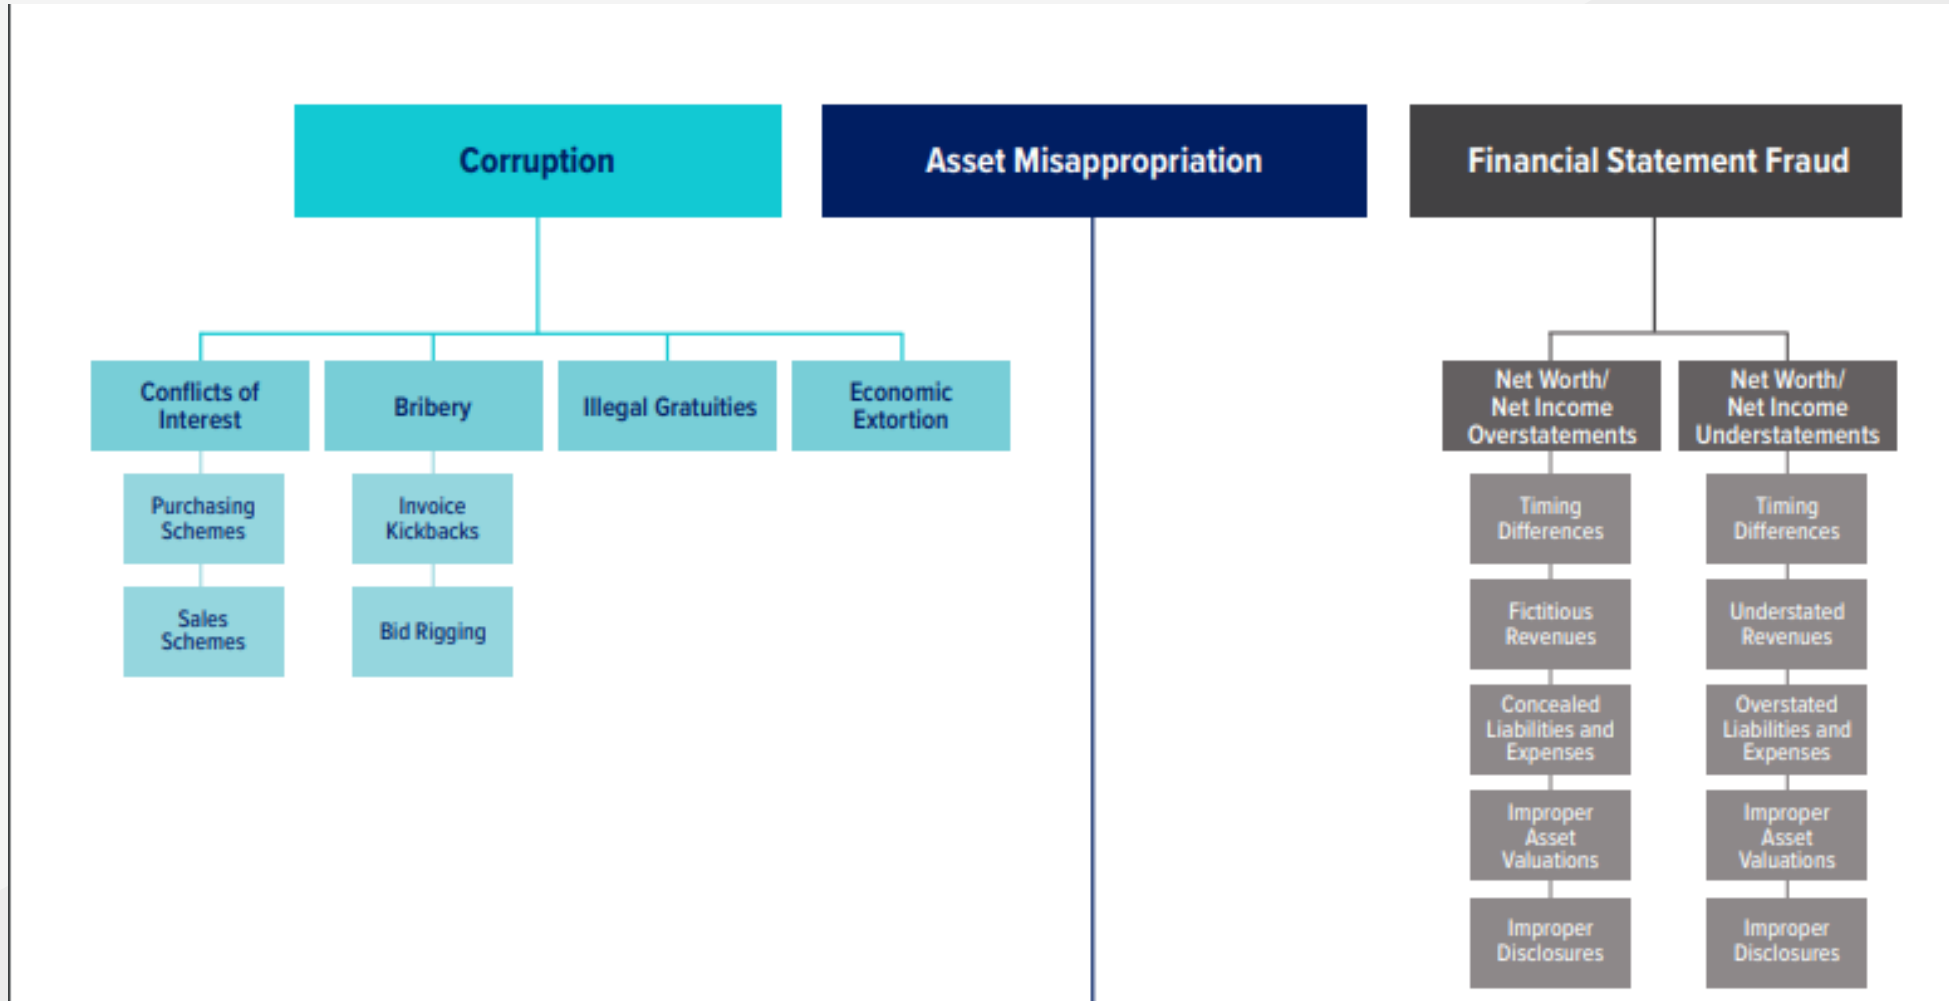 Corruption
Asset Misappropriation
Financial Statement Fraud
Conflicts of
Interest
Bribery
Illegal Gratuities
Economic
Extortion
Net Worth/
Net Income
Overstatements
Net Worth/
Net Income
Understatements
Purchasing
Schemes
Invoice
Kickbacks
Timing
Differences
Timing
Differences
Sales
Schemes
Bid Rigging
Fictitious
Revenues
Understated
Revenues
Concealed
Liabilities and
Expenses
Overstated
Liabilities and
Expenses
Improper
Asset
Valuations
Improper
Asset
Valuations
Improper
Disclosures
Improper
Disclosures